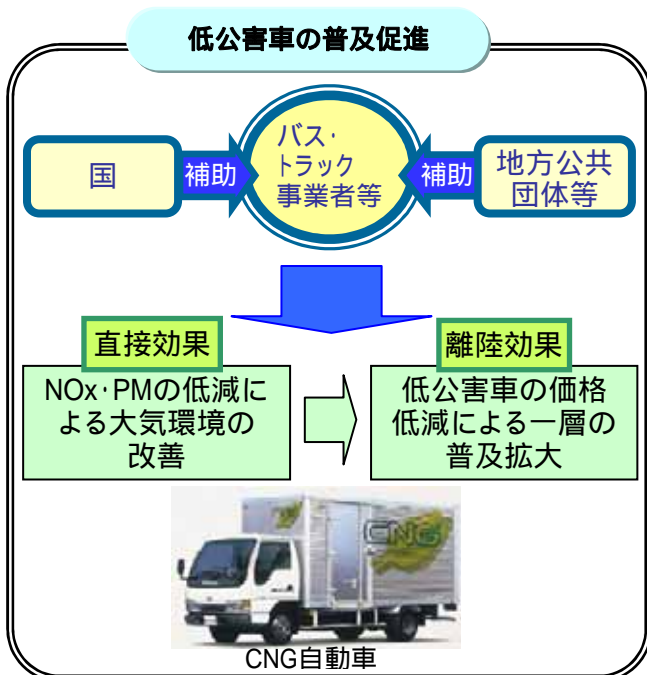 低公害車の普及促進
国
補助
バス・
トラック
事業者等
補助
地方公共
団体等
直接効果
NOx・PMの低減に
よる大気環境の
改善
離陸効果
低公害車の価格
低減による一層の
普及拡大
CNG
CNG自動車